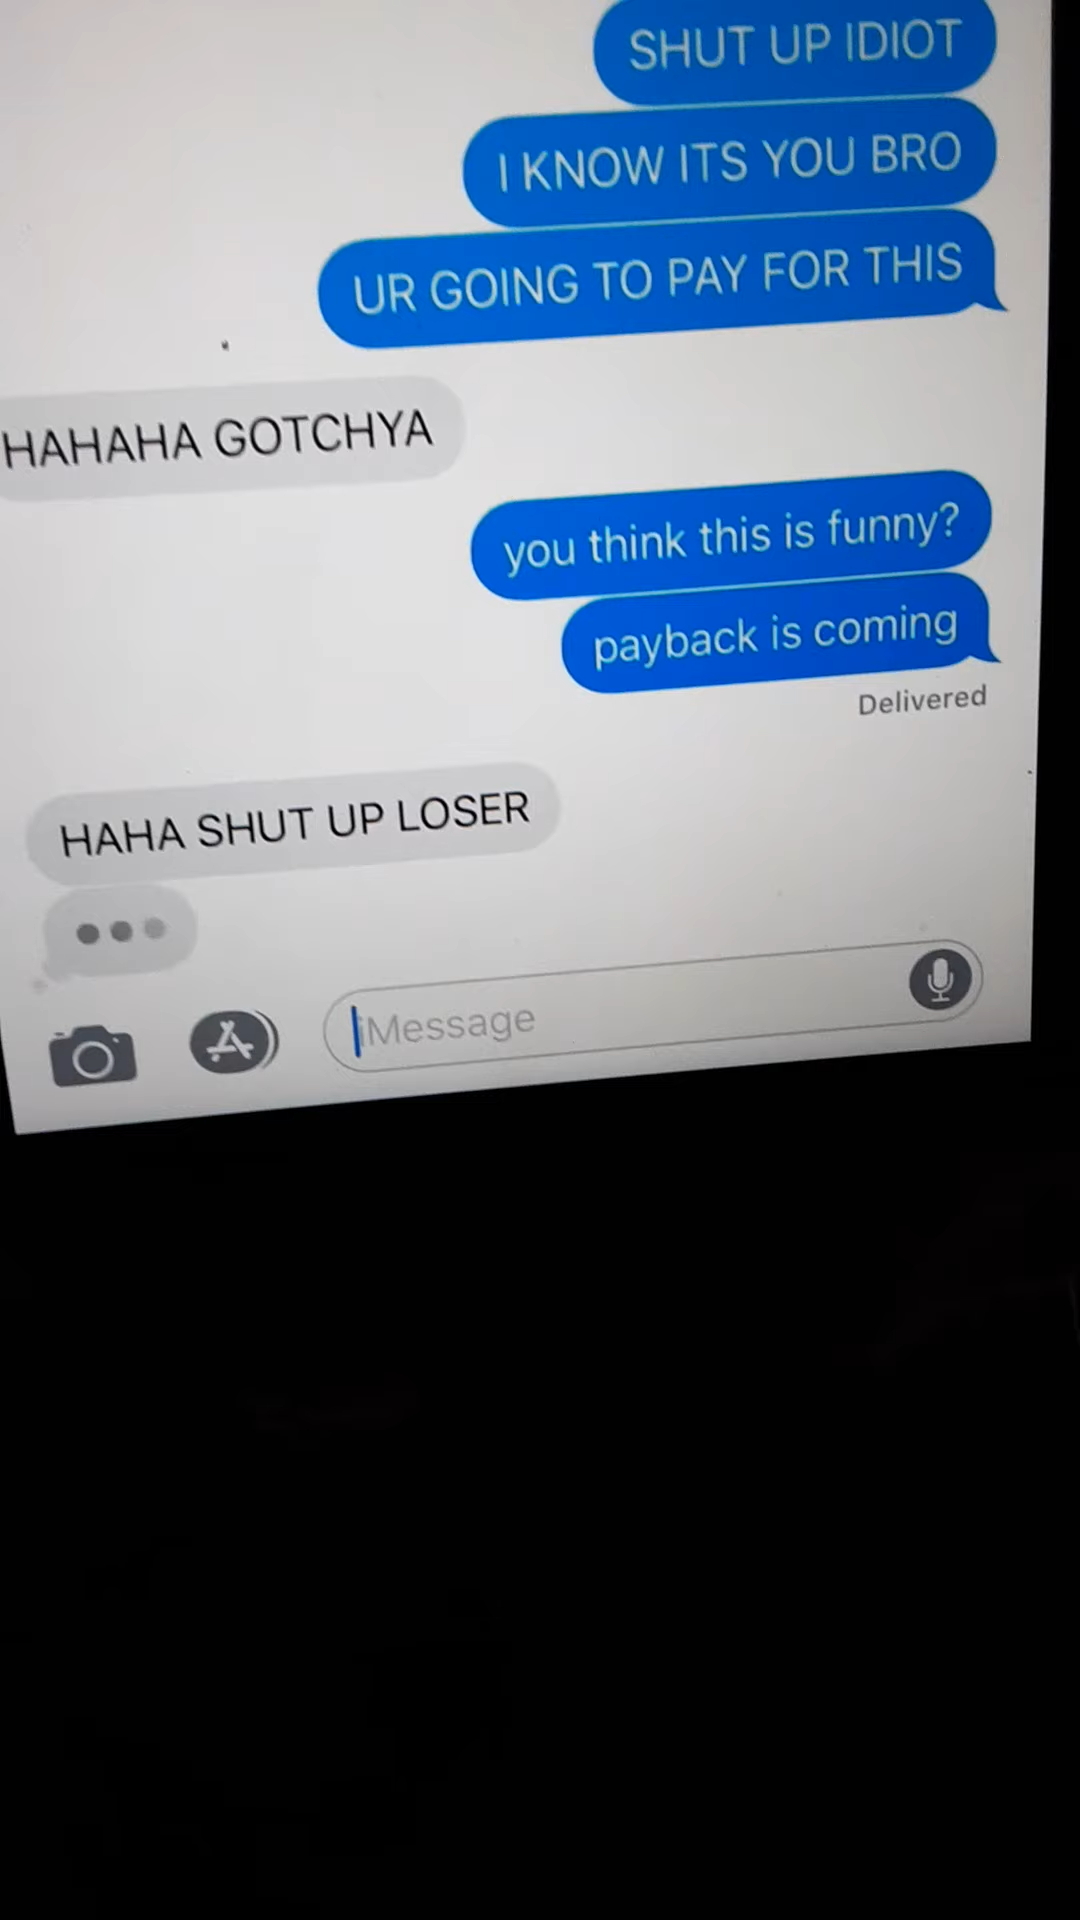 SHUT UP IDIOT
I KNOW ITS YOU BRO
UR GOING TO PAY FOR THIS
HAHAHA GOTCHYA
you think this is funny?
payback is coming
Delivered
HAHA SHUT UP LOSER
iMessage